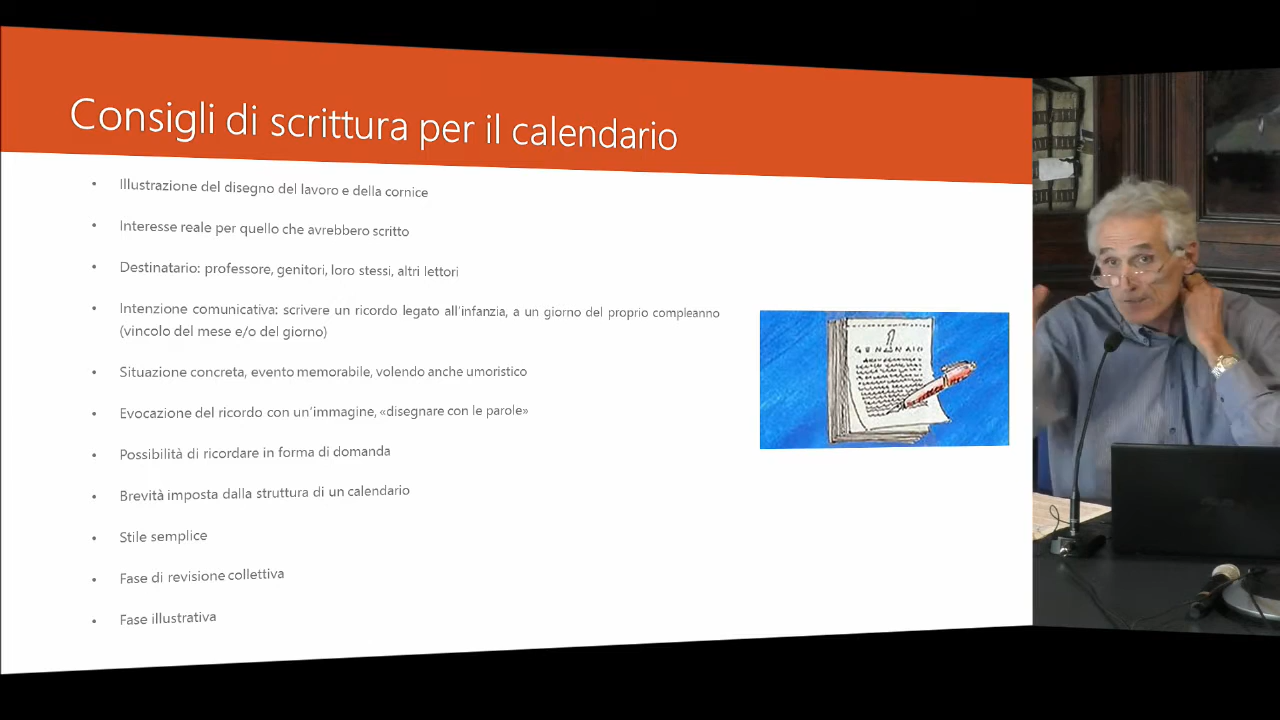 Consigli di scrittura per il calendario
• Illustrazione del disegno del lavoro e della cornice
• Interesse reale per quello che avrebbero scritto
• Destinatario: professore, genitori, loro stessi, altri lettori
• Intenzione comunicativa: scrivere un ricordo legato all'infanzia, a un giorno del proprio compleanno
(vincolo del mese e/o del giorno)
• Situazione concreta, evento memorabile, volendo anche umoristico
• Evocazione del ricordo con un'immagine, «disegnare con le parole»
• Possibilità di ricordare in forma di domanda
• Brevità imposta dalla struttura di un calendario
• Stile semplice
• Fase di revisione collettiva
• Fase illustrativa
1
GENNAIO